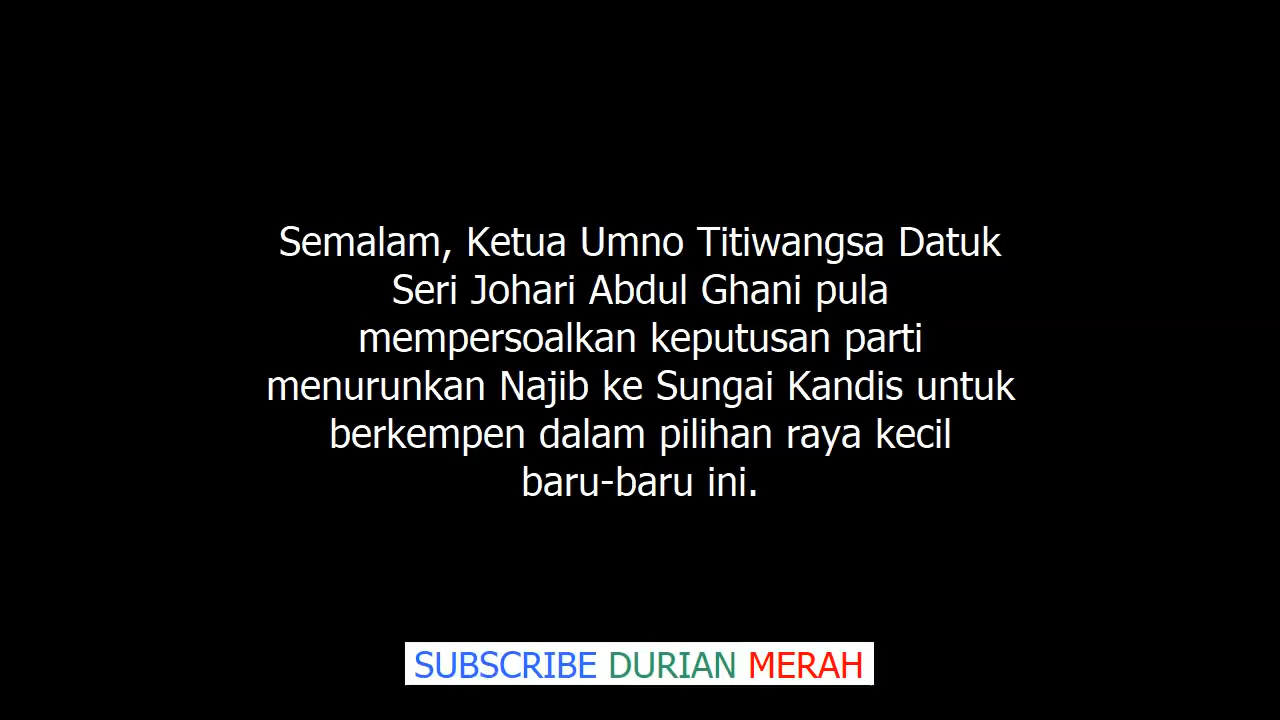 Semalam, Ketua Umno Titiwangsa Datuk
Seri Johari Abdul Ghani pula
mempersoalkan keputusan parti
menurunkan Najib ke Sungai Kandis untuk
berkempen dalam pilihan raya kecil
baru-baru ini.
SUBSCRIBE DURIAN MERAH